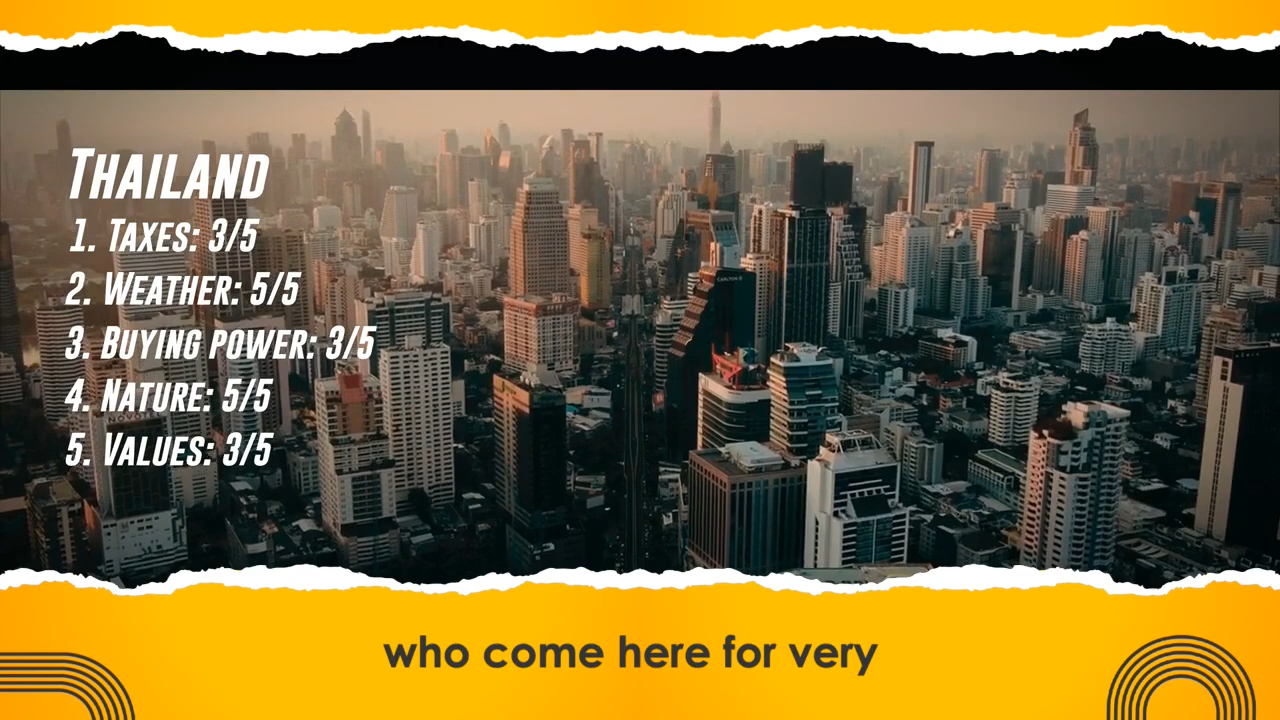 THAILAND
1. TAXES: 3/5
2. WEATHER: 5/5
3. BUYING POWER: 3/5
4. NATURE: 5/5
5. VALUES: 3/5
who come here for very